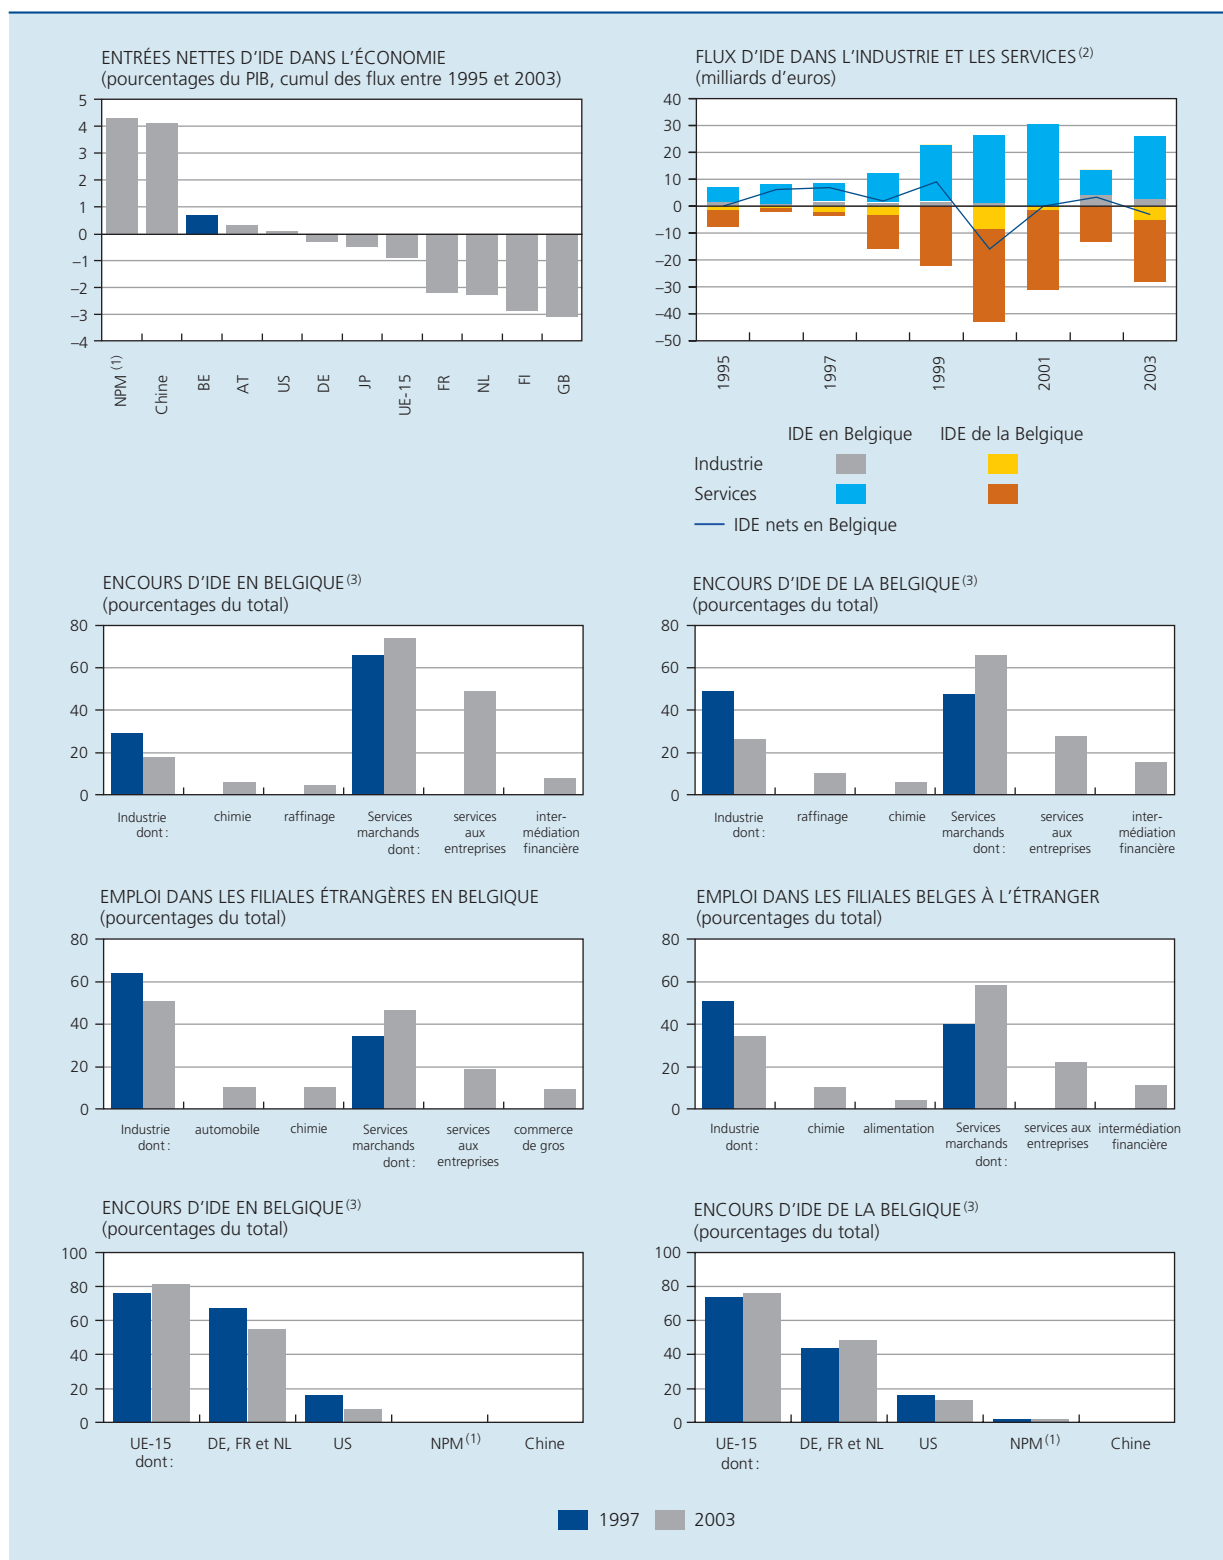 ENTRÉES NETTES D'IDE DANS L'ÉCONOMIE
(pourcentages du PIB, cumul des flux entre 1995 et 2003)
5
4
3
2
1
0
–1
–2
–3
–4
NPM (1)
Chine
BE
AT
US
DE
JP
UE-15
FR
NL
FI
GB
FLUX D'IDE DANS L'INDUSTRIE ET LES SERVICES (2)
(milliards d'euros)
40
30
20
10
0
–10
–20
–30
–40
–50
1995
1997
1999
2001
2003
IDE en Belgique IDE de la Belgique
Industrie
Services
IDE nets en Belgique
ENCOURS D'IDE EN BELGIQUE (3)
(pourcentages du total)
80
60
40
20
0
Industrie dont :
chimie
raffinage
Services marchands dont :
services aux entreprises
inter-
médiation
financière
ENCOURS D'IDE DE LA BELGIQUE (3)
(pourcentages du total)
80
60
40
20
0
Industrie dont :
raffinage
chimie
Services marchands dont :
services aux entreprises
inter-
médiation
financière
EMPLOI DANS LES FILIALES ÉTRANGÈRES EN BELGIQUE
(pourcentages du total)
80
60
40
20
0
Industrie dont :
automobile
chimie
Services marchands dont :
services aux entreprises
commerce de gros
EMPLOI DANS LES FILIALES BELGES À L'ÉTRANGER
(pourcentages du total)
80
60
40
20
0
Industrie dont :
chimie
alimentation
Services marchands dont :
services aux entreprises
intermédiation financière
ENCOURS D'IDE EN BELGIQUE (3)
(pourcentages du total)
100
80
60
40
20
0
UE-15 dont :
DE, FR et NL
US
NPM (1)
Chine
ENCOURS D'IDE DE LA BELGIQUE (3)
(pourcentages du total)
100
80
60
40
20
0
UE-15 dont :
DE, FR et NL
US
NPM (1)
Chine
1997 2003